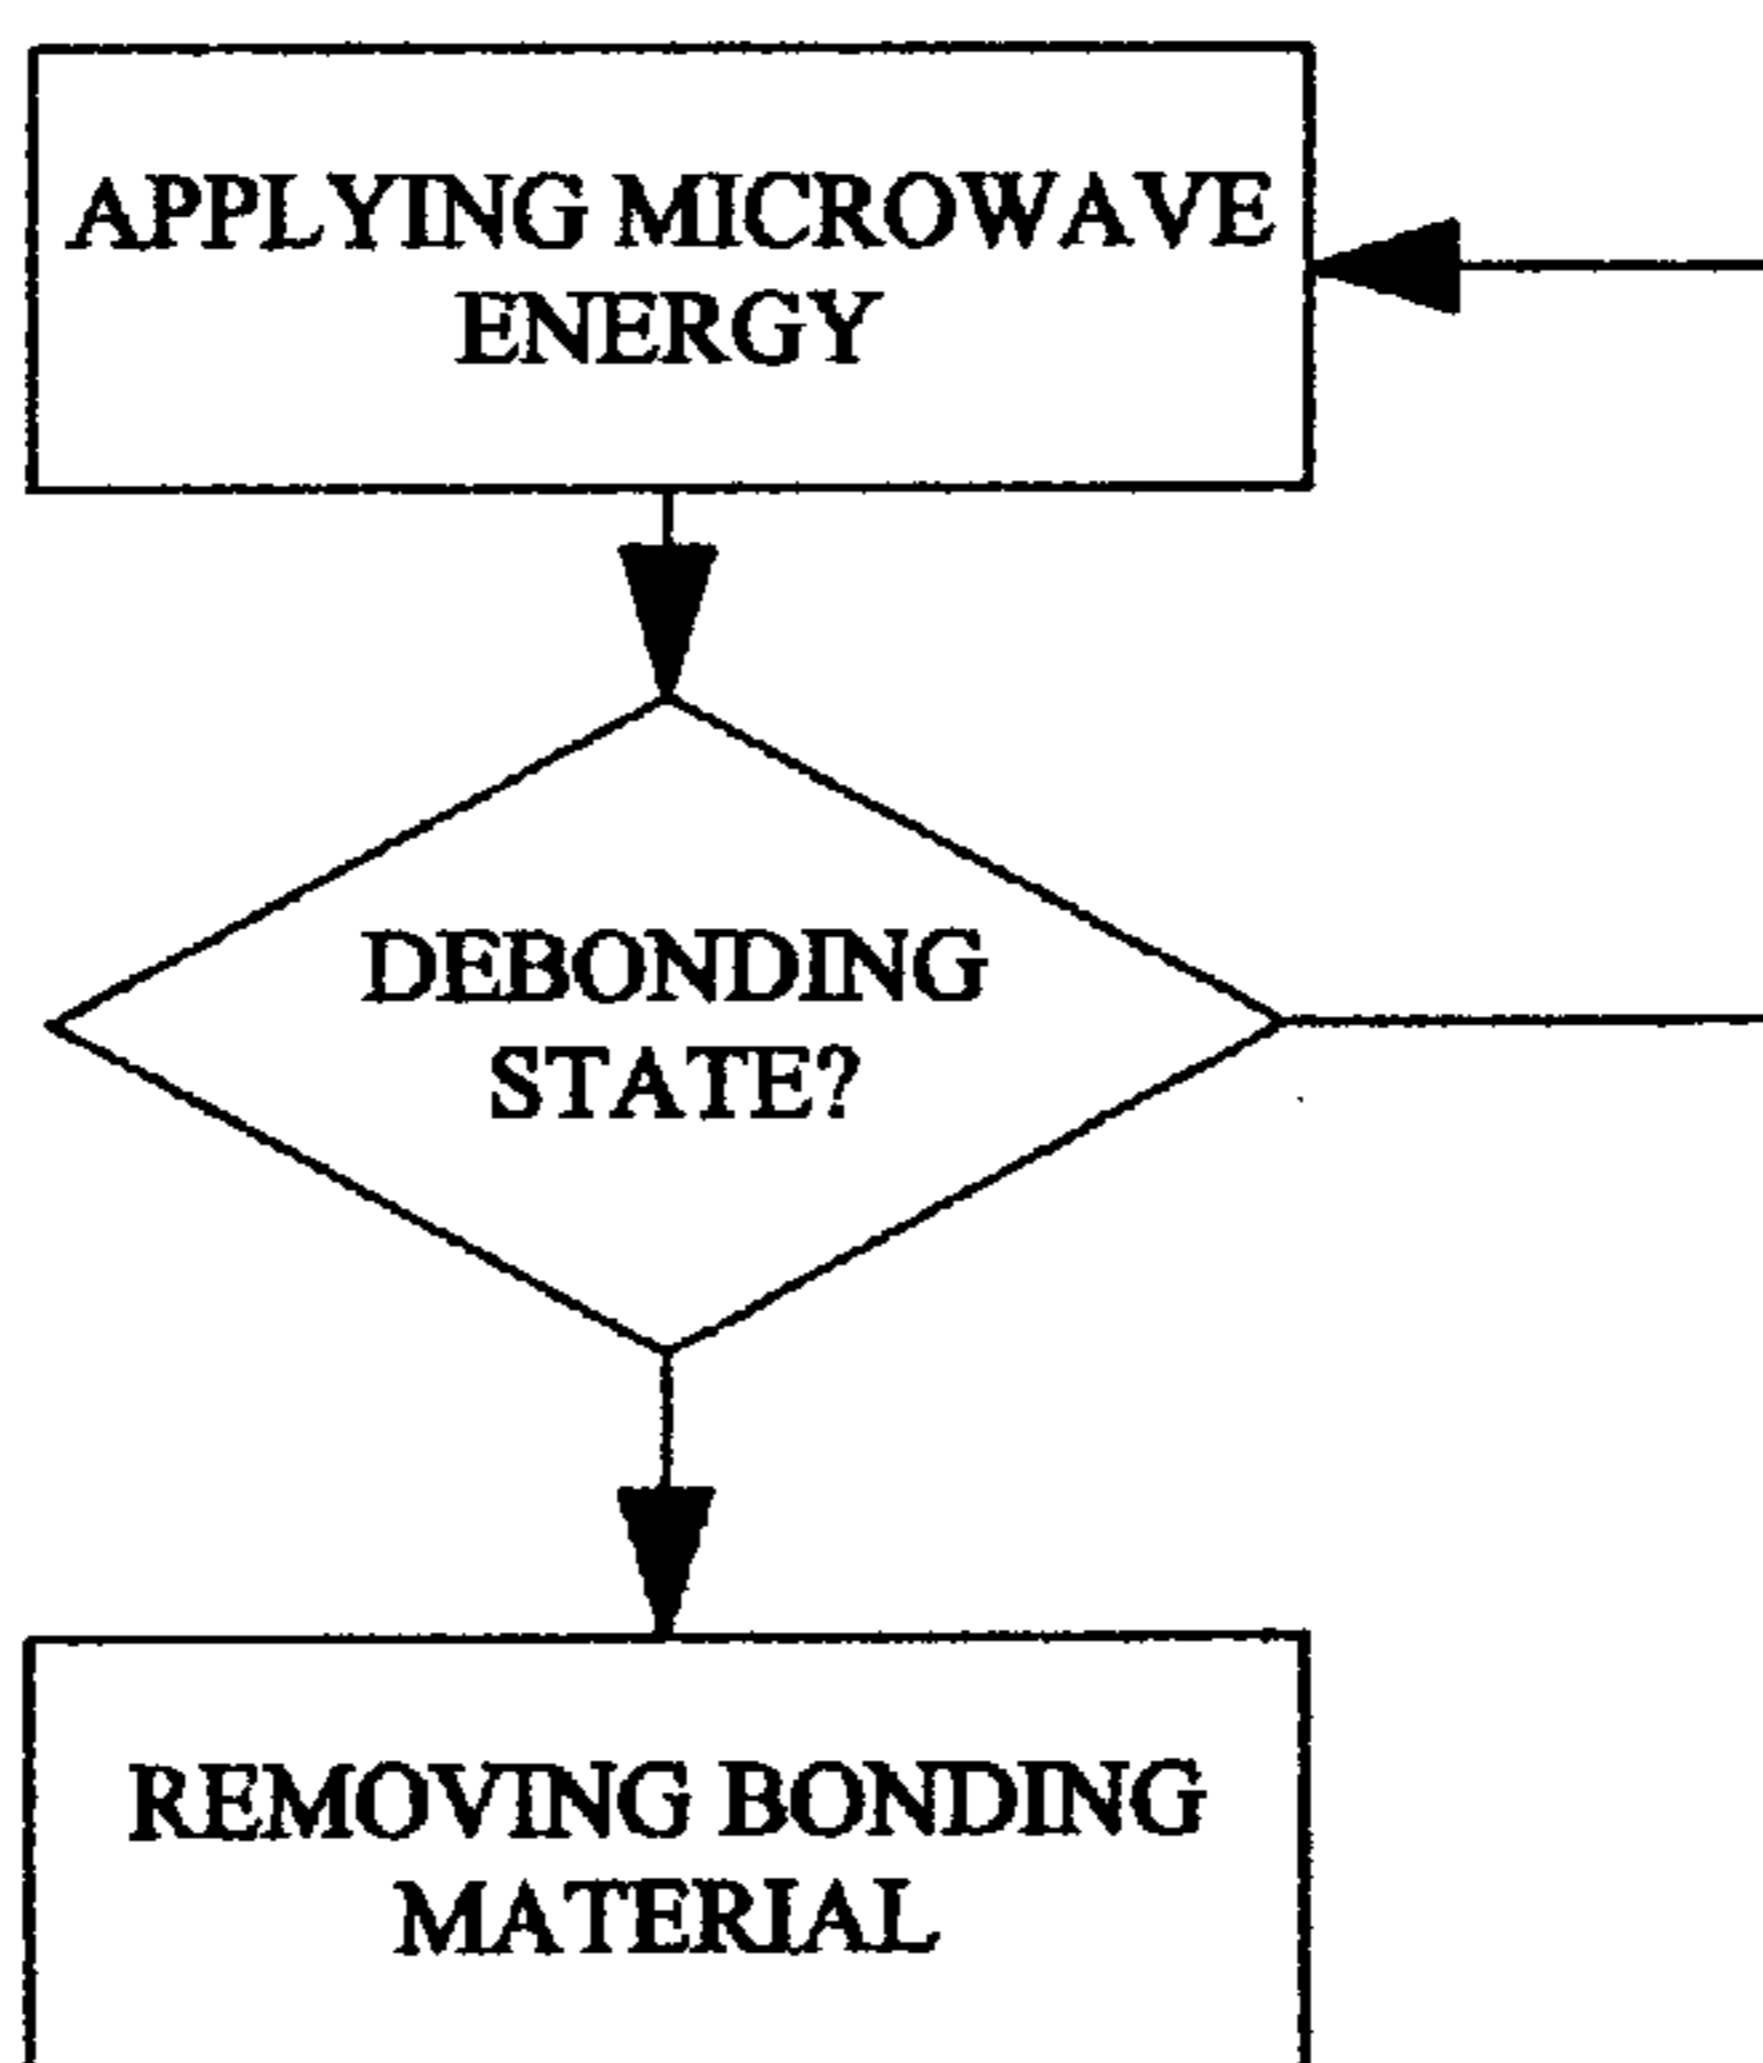 APPLYING MICROWAVE
ENERGY
DEBONDING
STATE?
REMOVING BONDING
MATERIAL